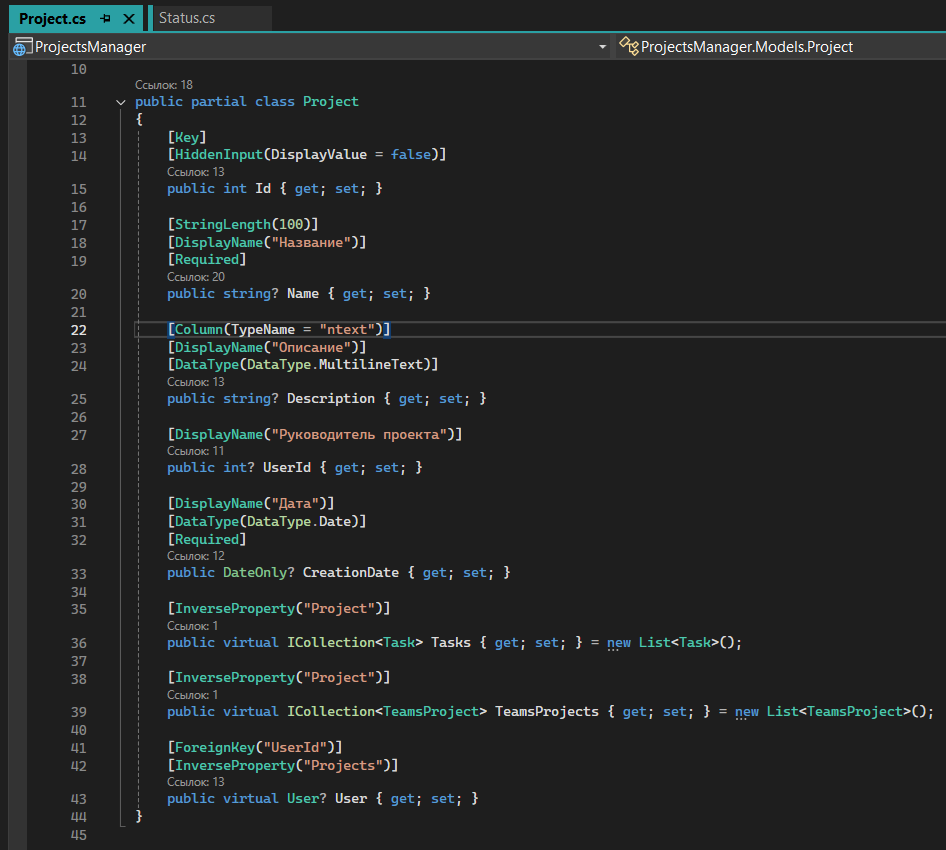 Project.cs
Status.cs
ProjectsManager
ProjectsManager.Models.Project
10
Ссылок: 18
11 public partial class Project
12 {
13 [Key]
14 [HiddenInput(DisplayValue = false)]
Ссылок: 13
15 public int Id { get; set; }
16
17 [StringLength(100)]
18 [DisplayName("Название")]
19 [Required]
Ссылок: 20
20 public string? Name { get; set; }
21
22 [Column(TypeName = "ntext")]
23 [DisplayName("Описание")]
24 [DataType(DataType.MultilineText)]
Ссылок: 13
25 public string? Description { get; set; }
26
27 [DisplayName("Руководитель проекта")]
Ссылок: 11
28 public int? UserId { get; set; }
29
30 [DisplayName("Дата")]
31 [DataType(DataType.Date)]
32 [Required]
Ссылок: 12
33 public DateOnly? CreationDate { get; set; }
34
35 [InverseProperty("Project")]
Ссылок: 1
36 public virtual ICollection<Task> Tasks { get; set; } = new List<Task>();
37
38 [InverseProperty("Project")]
Ссылок: 1
39 public virtual ICollection<TeamsProject> TeamsProjects { get; set; } = new List<TeamsProject>();
40
41 [ForeignKey("UserId")]
42 [InverseProperty("Projects")]
Ссылок: 13
43 public virtual User? User { get; set; }
44 }
45